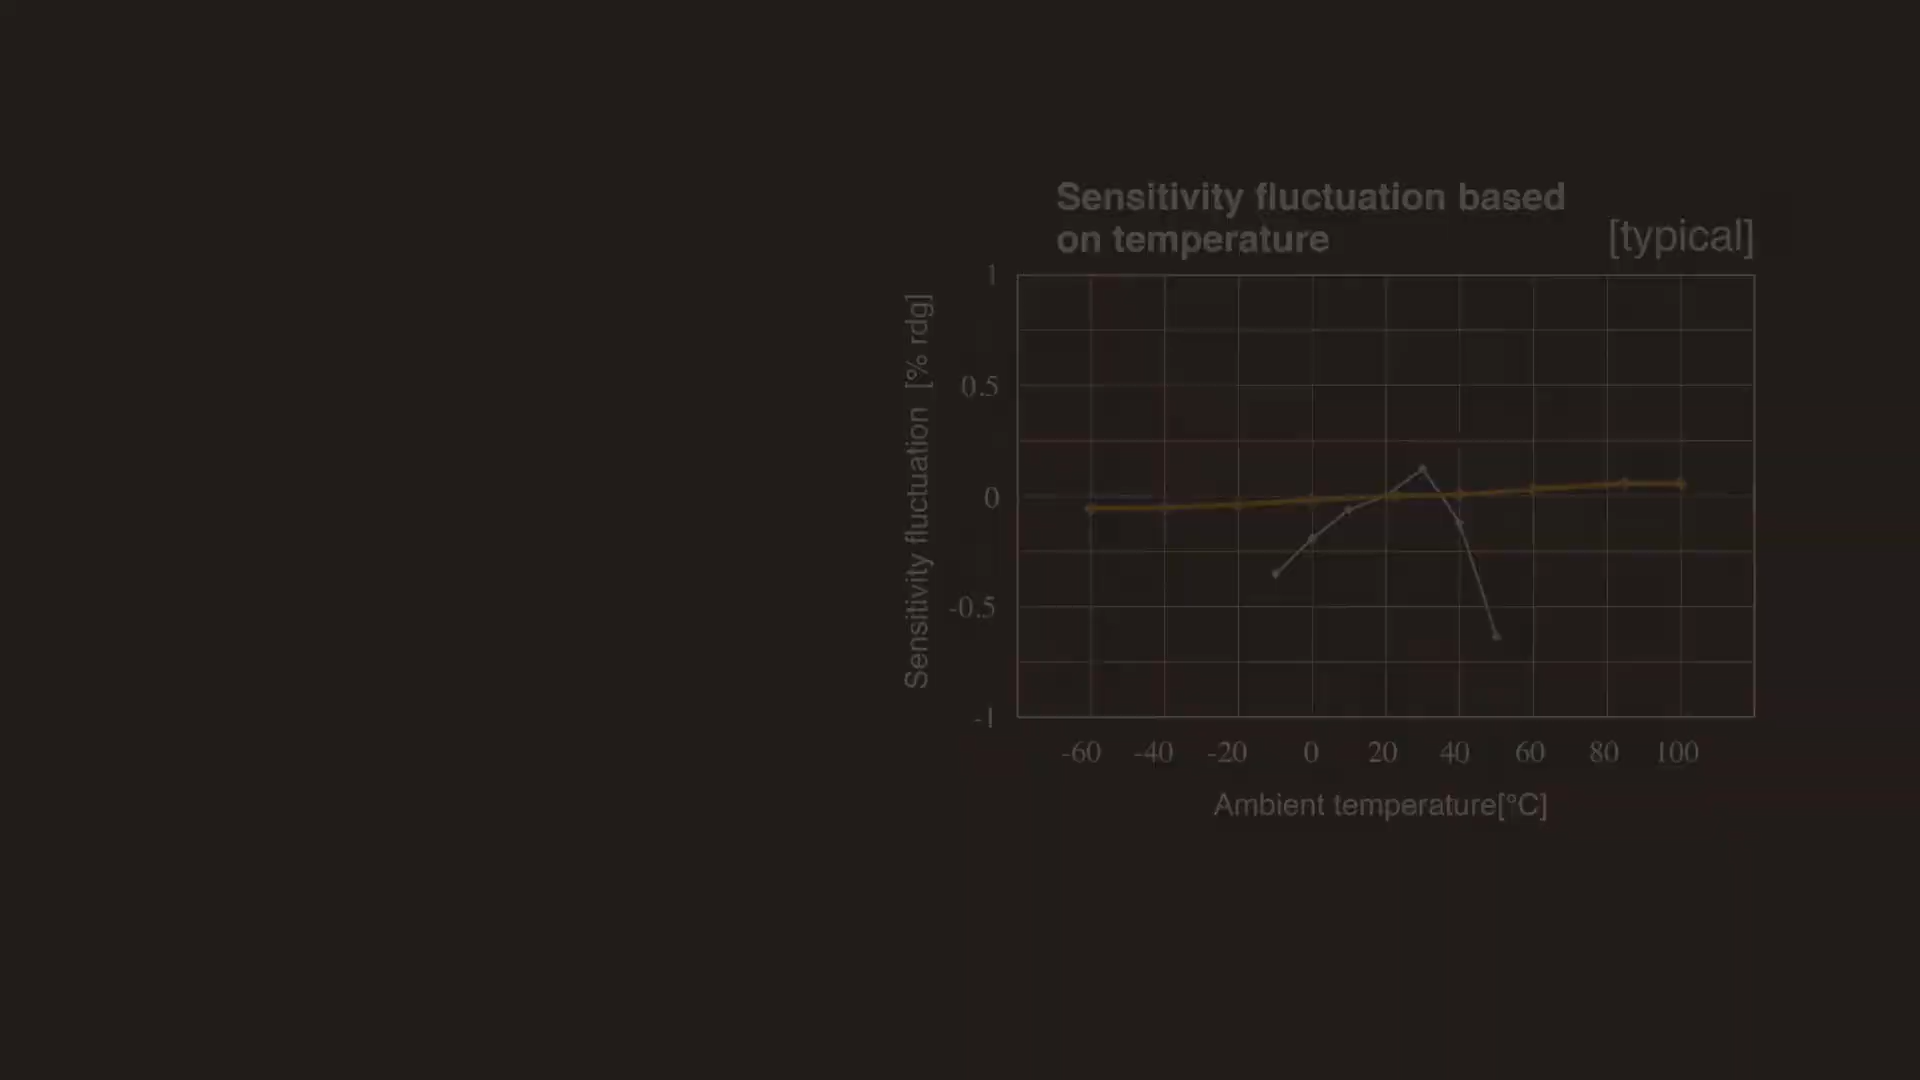 Sensitivity fluctuation based
on temperature
[typical]
Sensitivity fluctuation [% rdg]
1
0.5
0
-0.5
-1
-60 -40 -20 0 20 40 60 80 100
Ambient temperature[°C]